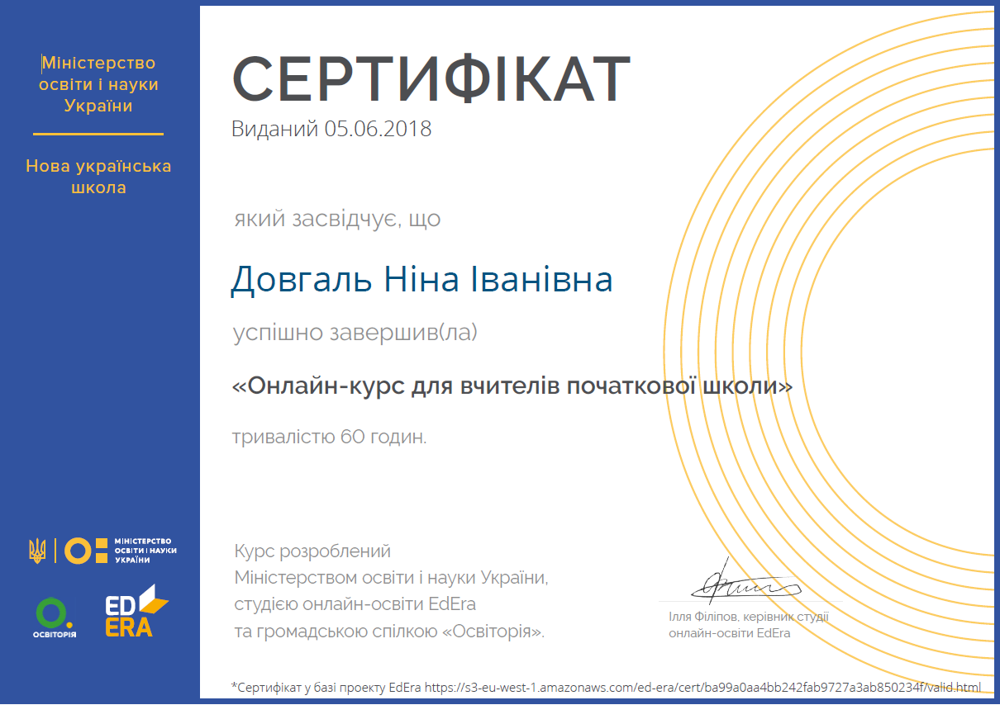 Міністерство
освіти і науки
України
Нова українська
школа
СЕРТИФІКАТ
Виданий 05.06.2018
який засвідчує, що
Довгаль Ніна Іванівна
успішно завершив(ла)
«Онлайн-курс для вчителів початкової школи»
тривалістю 60 годин.
Курс розроблений
Міністерством освіти і науки України,
студією онлайн-освіти EdEra
та громадською спілкою «Освіторія».
Ілля Філіпов, керівник студії
онлайн-освіти EdEra
МІНІСТЕРСТВО
ОСВІТИ І НАУКИ
УКРАЇНИ
ОСВІТОРІЯ
ED
ERA
*Сертифікат у базі проекту EdEra https://s3-eu-west-1.amazonaws.com/ed-era/cert/ba99a0aa4bb242fab9727a3ab850234f/valid.html